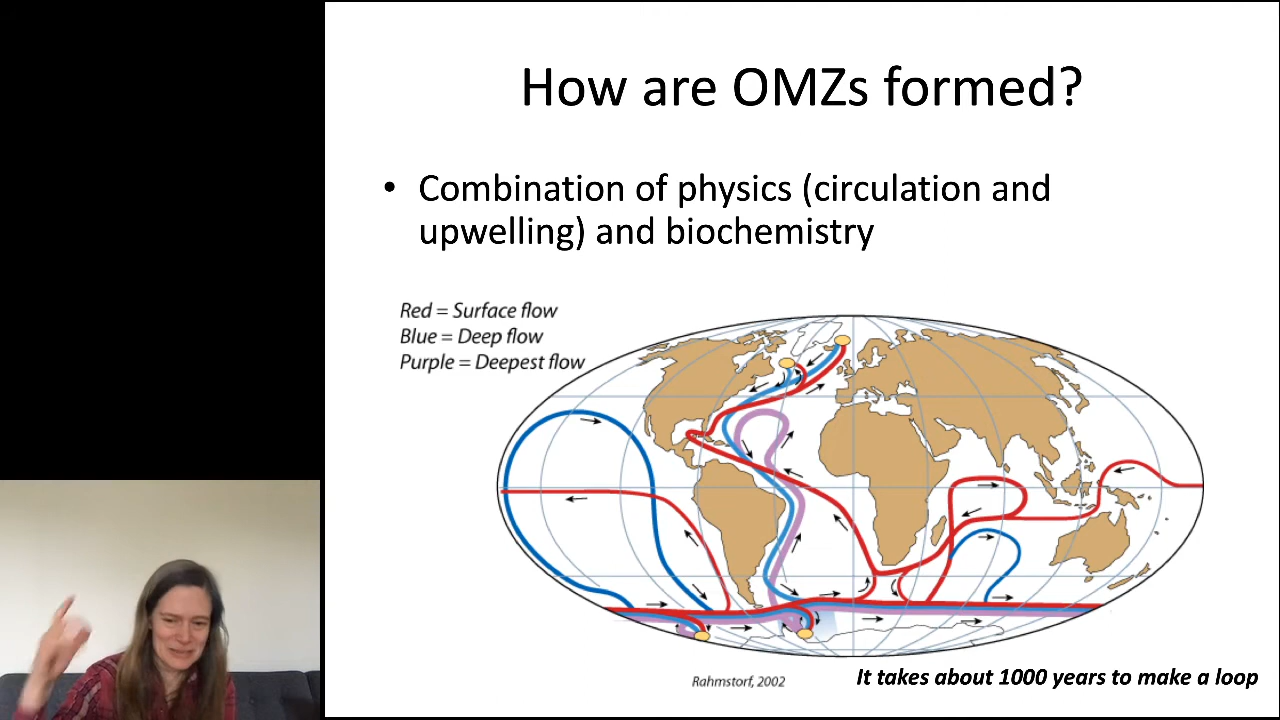 How are OMZs formed?
• Combination of physics (circulation and
upwelling) and biochemistry
Red = Surface flow
Blue = Deep flow
Purple = Deepest flow
Rahmstorf, 2002
It takes about 1000 years to make a loop